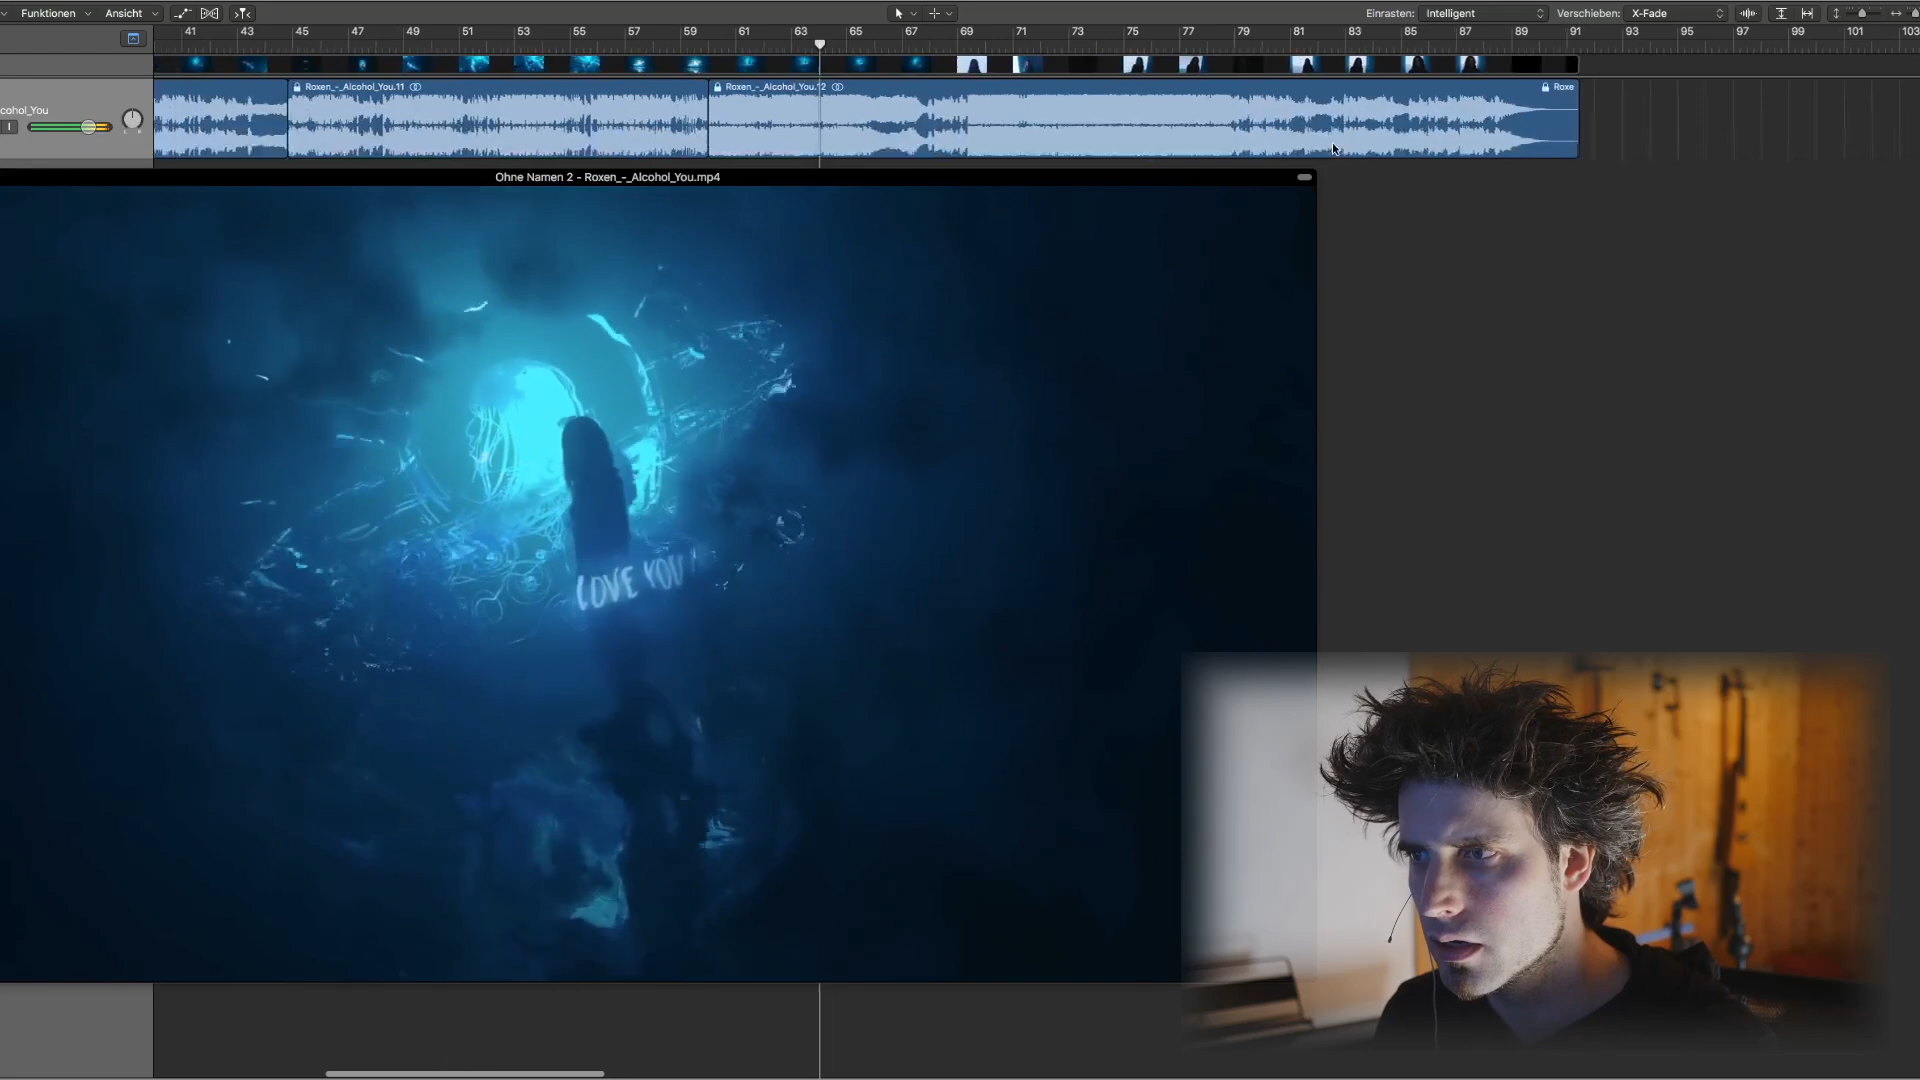 Funktionen Ansicht Einrasten: Intelligent Verschieben: X-Fade
41 43 45 47 49 51 53 55 57 59 61 63 65 67 69 71 73 75 77 79 81 83 85 87 89 91 93 95 97 99 101 103
Roxen_-_Alcohol_You.11 Roxen_-_Alcohol_You.12 Roxe
cohol_You
I
Ohne Namen 2 - Roxen_-_Alcohol_You.mp4
LOVE YOU